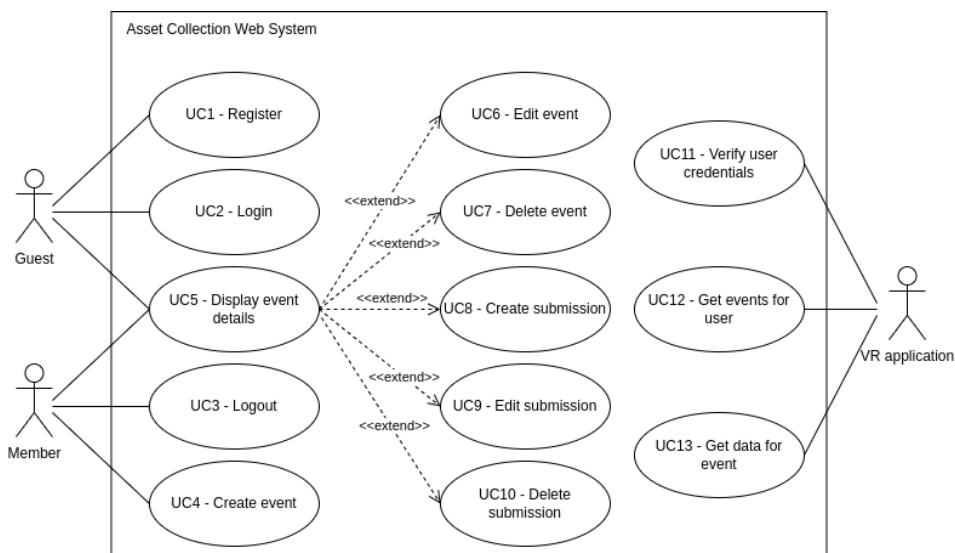 Asset Collection Web System
UC1 - Register
UC6 - Edit event
UC11 - Verify user
credentials
<<extend>>
UC2 - Login
UC7 - Delete event
<<extend>>
Guest
UC5 - Display event
details
<<extend>>
UC8 - Create submission
UC12 - Get events for
user
VR application
<<extend>>
UC3 - Logout
UC9 - Edit submission
<<extend>>
Member
UC13 - Get data for
event
UC4 - Create event
UC10 - Delete
submission